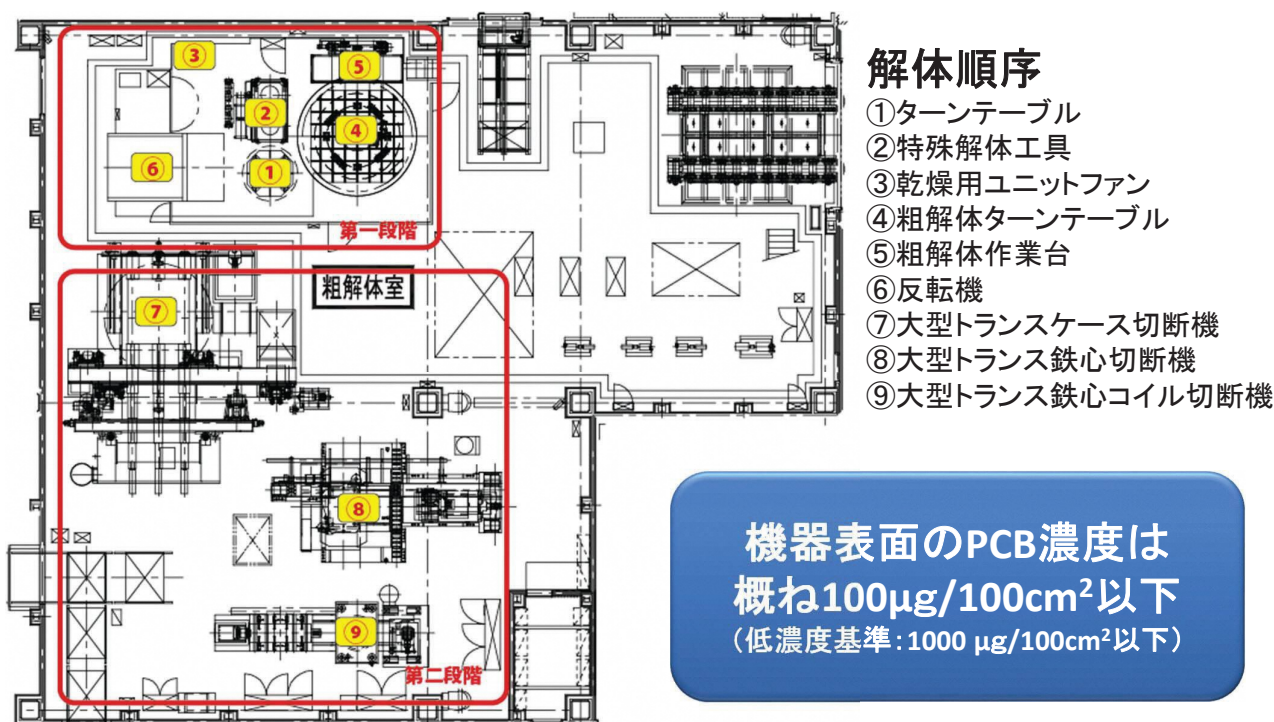 ③
⑤
②
④
⑥
①
第一段階
粗解体室
⑦
⑧
⑨
第二段階
解体順序
①ターンテーブル
②特殊解体工具
③乾燥用ユニットファン
④粗解体ターンテーブル
⑤粗解体作業台
⑥反転機
⑦大型トランスケース切断機
⑧大型トランス鉄心切断機
⑨大型トランス鉄心コイル切断機
機器表面のPCB濃度は
概ね100μg/100cm²以下
（低濃度基準：1000 μg/100cm²以下）